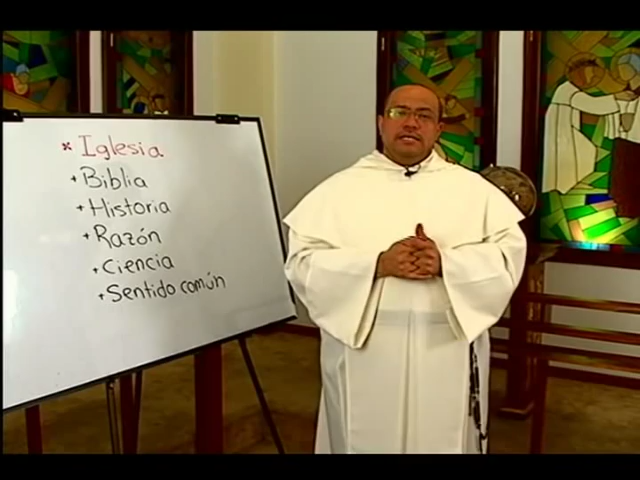 × Iglesia
+ Biblia
+ Historia
+ Razón
+ Ciencia
+ Sentido común